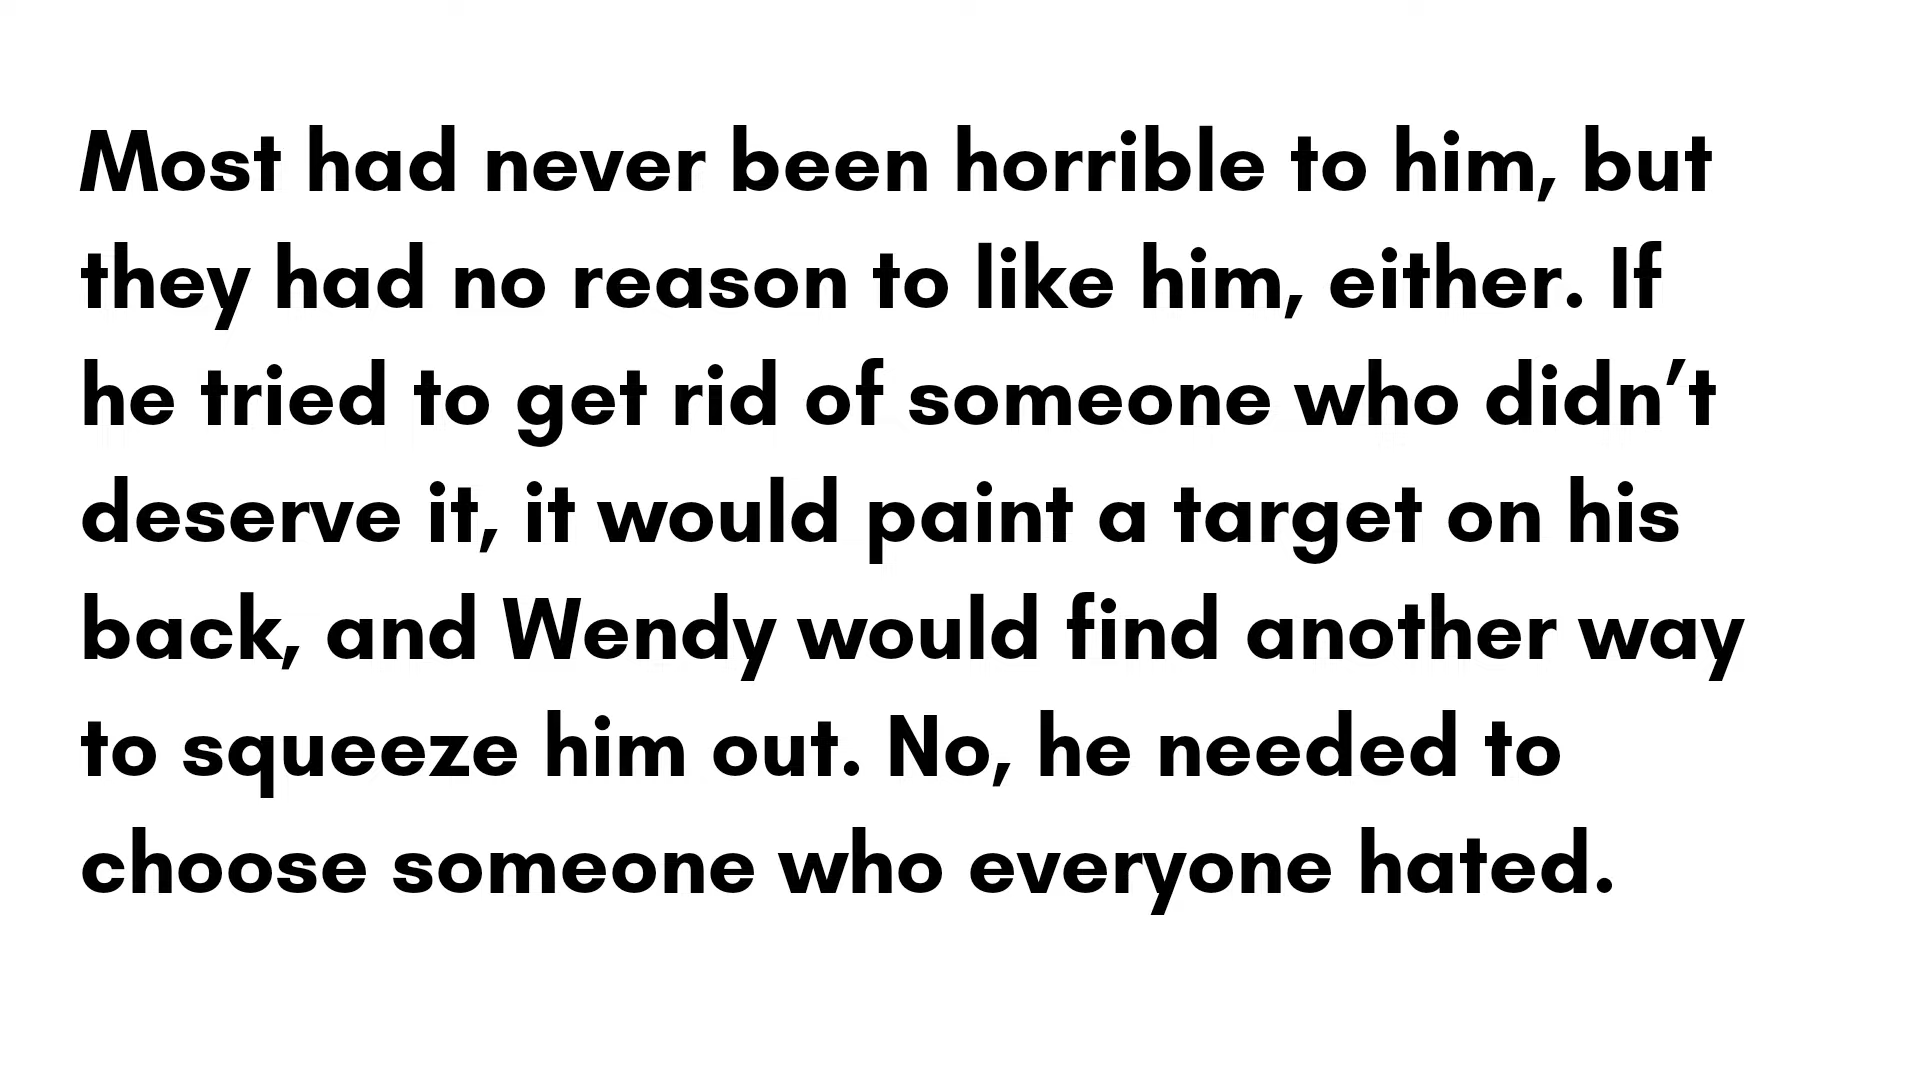 Most had never been horrible to him, but
they had no reason to like him, either. If
he tried to get rid of someone who didn’t
deserve it, it would paint a target on his
back, and Wendy would find another way
to squeeze him out. No, he needed to
choose someone who everyone hated.